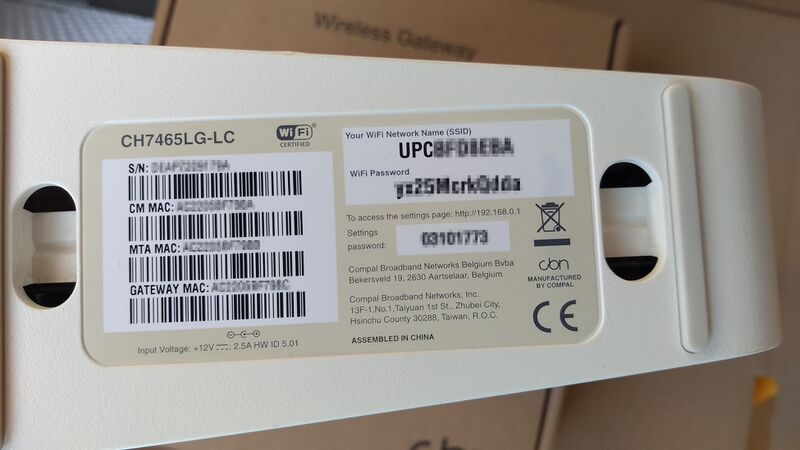 Wireless Gateway
CH7465LG-LC
WiFi
CERTIFIED
S/N:
CM MAC:
MTA MAC:
GATEWAY MAC:
Input Voltage: +12V 2.5A HW ID 5.01
Your WiFi Network Name (SSID)
UPC
WiFi Password
To access the settings page: http://192.168.0.1
Settings
password:
Compal Broadband Networks Belgium Bvba
Bekersveld 19, 2630 Aartselaar, Belgium
Compal Broadband Networks, Inc.
13F-1,No.1,Taiyuan 1st St., Zhubei City,
Hsinchu County 30288, Taiwan, R.O.C.
ASSEMBLED IN CHINA
cbn
MANUFACTURED
BY COMPAL
CE